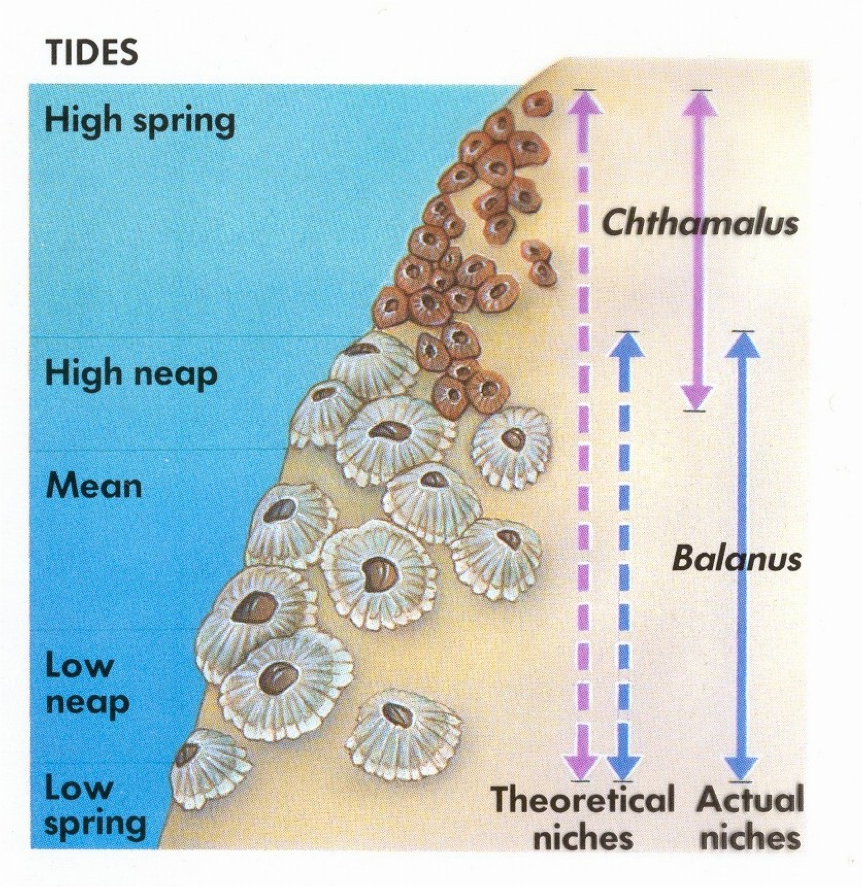 TIDES
High spring
Chthamalus
High neap
Mean
Balanus
Low
neap
Low
spring
Theoretical
niches
Actual
niches